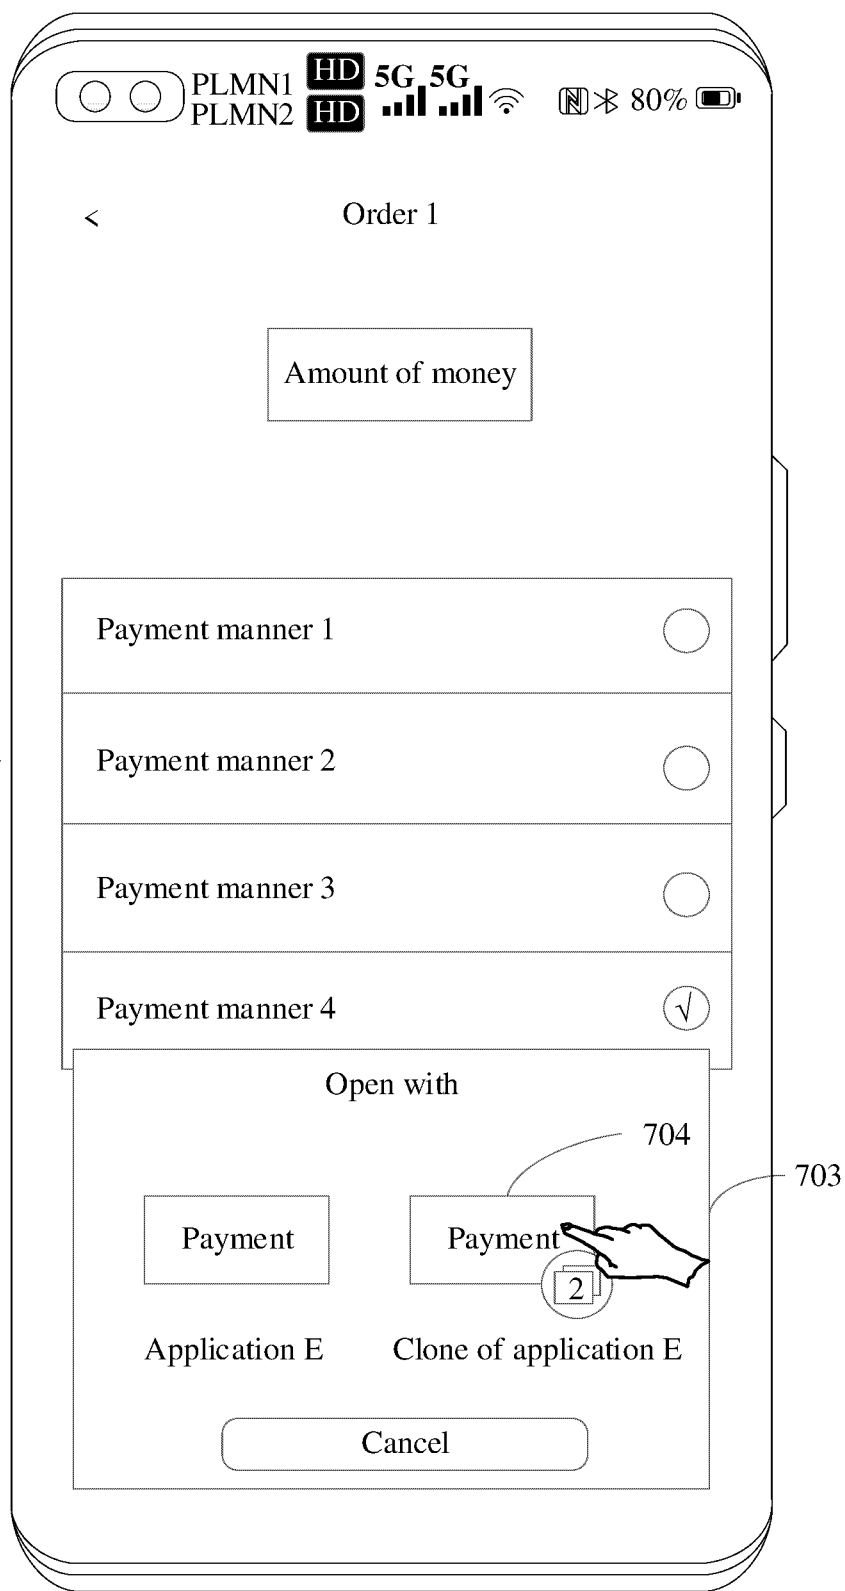 PLMN1 HD 5G 5G 80%
PLMN2 HD
< Order 1
Amount of money
Payment manner 1
Payment manner 2
Payment manner 3
Payment manner 4 √
Open with
704
703
Payment Payment
2
Application E Clone of application E
Cancel